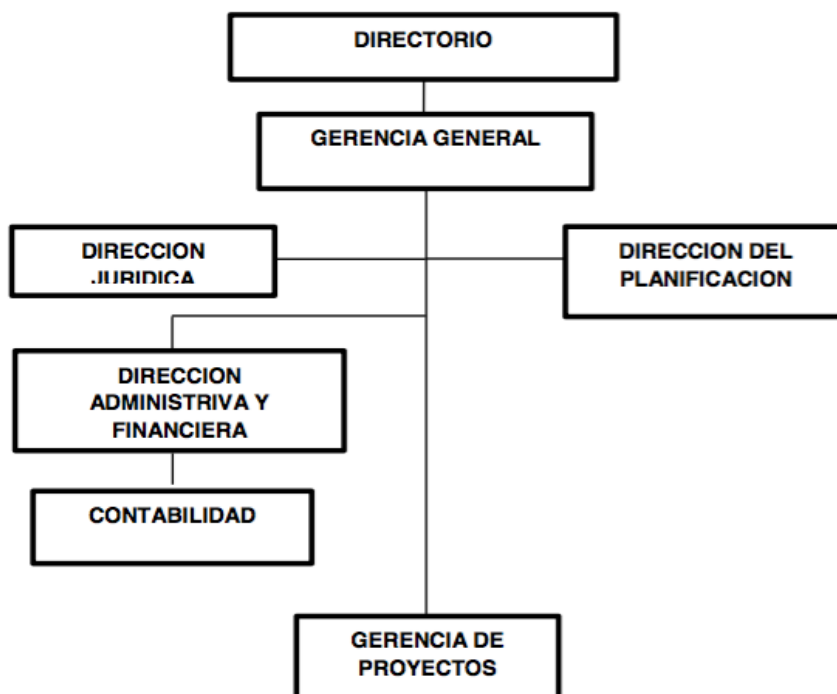 DIRECTORIO
GERENCIA GENERAL
DIRECCION
JURIDICA
DIRECCION DEL
PLANIFICACION
DIRECCION
ADMINISTRIVA Y
FINANCIERA
CONTABILIDAD
GERENCIA DE
PROYECTOS